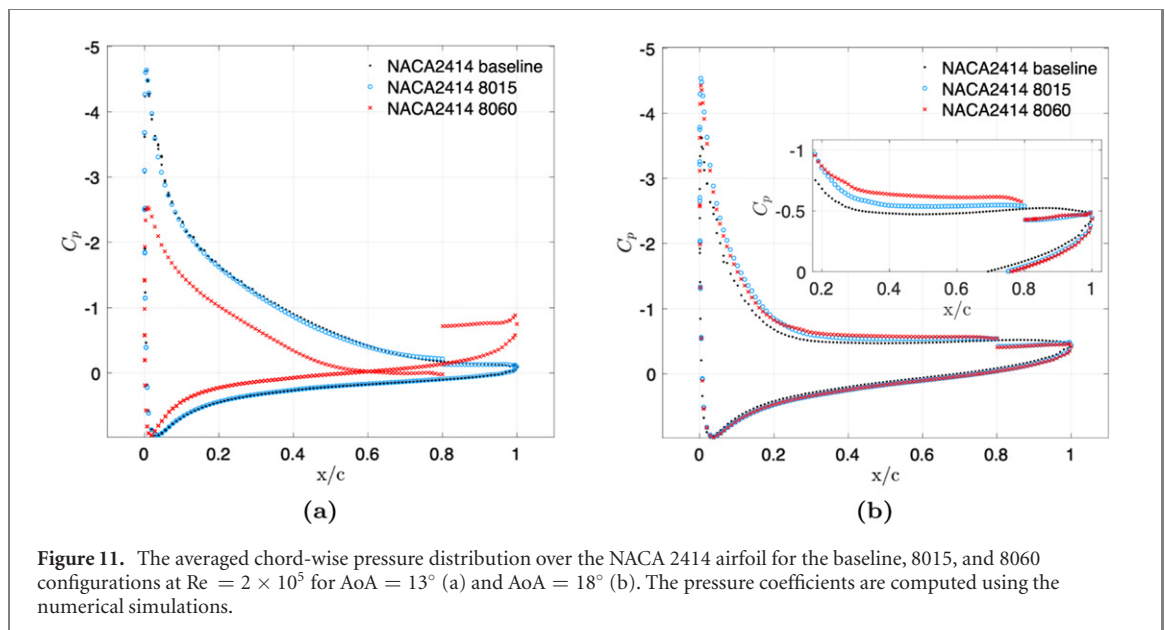 -5
-4
-3
-2
-1
0
Cp
0
0.2
0.4
0.6
0.8
1
x/c
NACA2414 baseline
NACA2414 8015
NACA2414 8060
(a)
-5
-4
-3
-2
-1
0
0
0.2
0.4
0.6
0.8
1
x/c
NACA2414 baseline
NACA2414 8015
NACA2414 8060
-1
-0.5
0
Cp
0.2
0.4
0.6
0.8
1
x/c
(b)
Figure 11. The averaged chord-wise pressure distribution over the NACA 2414 airfoil for the baseline, 8015, and 8060
configurations at Re = 2 × 10⁵ for AoA = 13° (a) and AoA = 18° (b). The pressure coefficients are computed using the
numerical simulations.